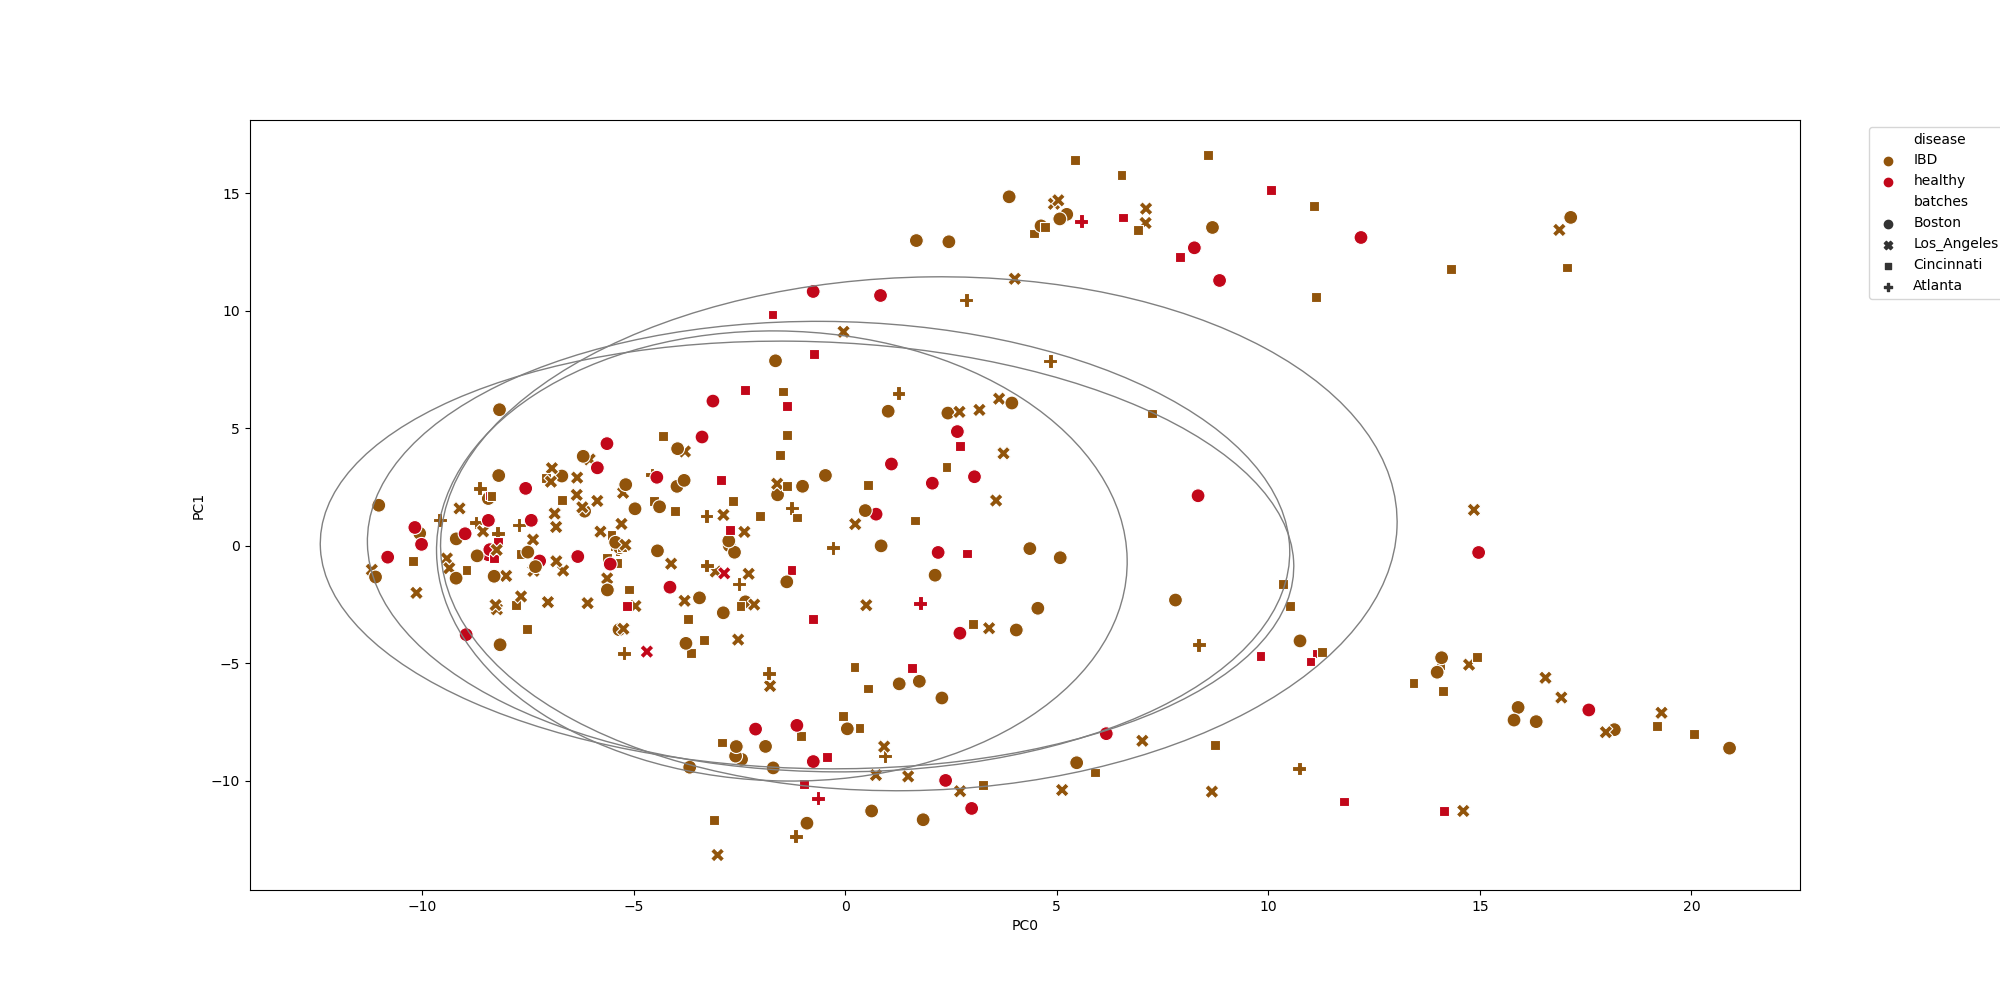 disease
IBD
healthy
batches
Boston
Los_Angeles
Cincinnati
Atlanta
15
10
5
0
−5
−10
PC1
−10
−5
0
5
10
15
20
PC0